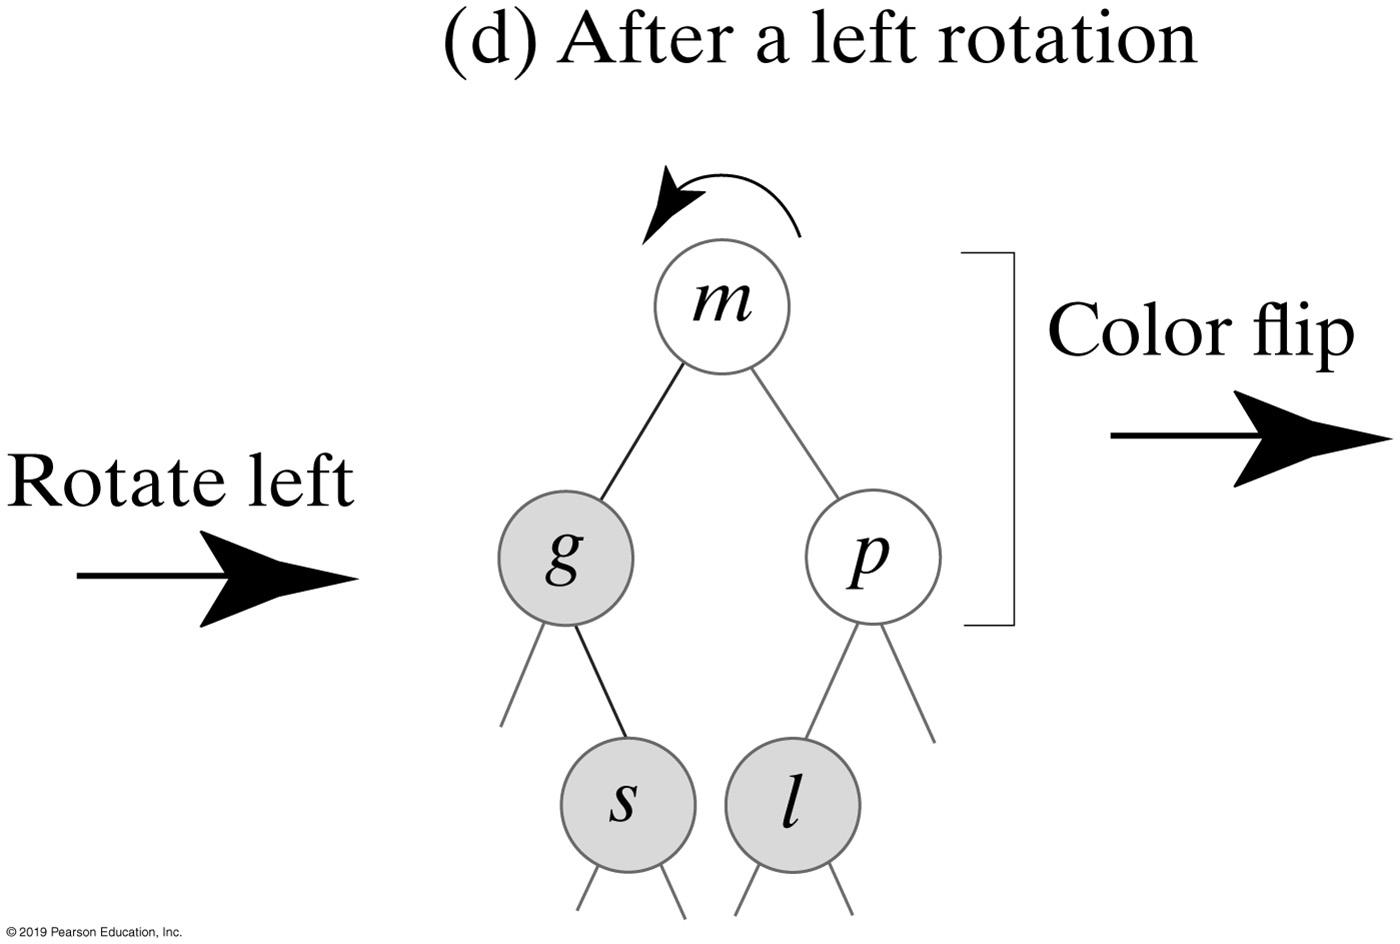 (d) After a left rotation
m
Color flip
Rotate left
g
p
s
l
© 2019 Pearson Education, Inc.